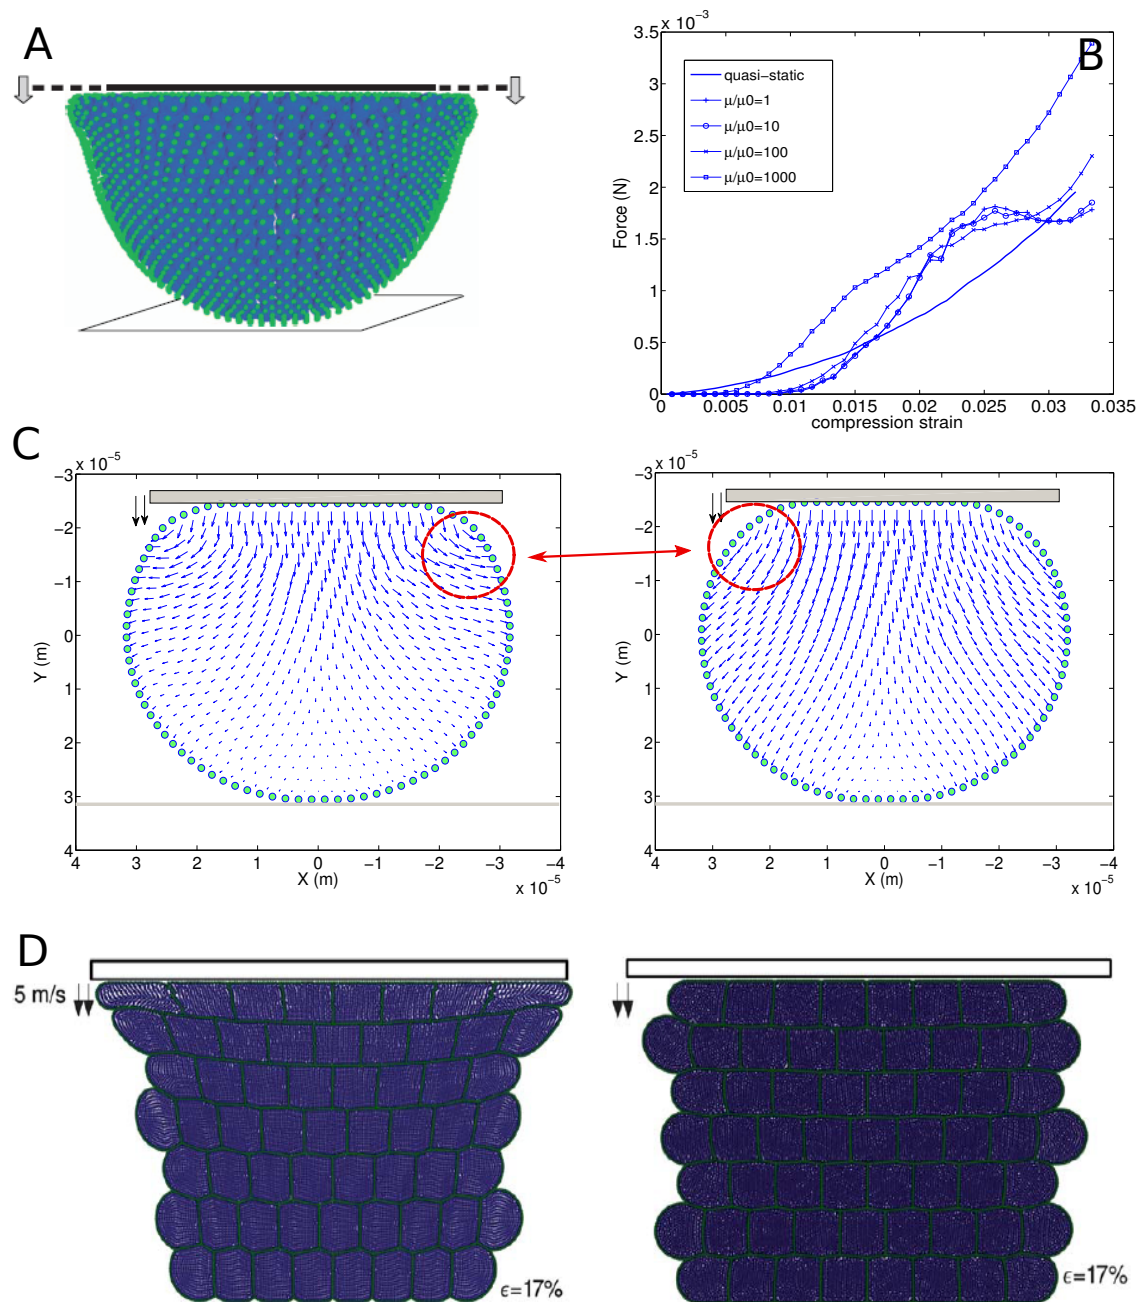 A
B
x 10⁻³
3.5
3
2.5
2
1.5
1
0.5
0
Force (N)
quasi−static
μ/μ0=1
μ/μ0=10
μ/μ0=100
μ/μ0=1000
0 0.005 0.01 0.015 0.02 0.025 0.03 0.035
compression strain
C
x 10⁻⁵
−3
−2
−1
0
1
2
3
4
Y (m)
4 3 2 1 0 −1 −2 −3 −4
X (m)
x 10⁻⁵
x 10⁻⁵
−3
−2
−1
0
1
2
3
4
Y (m)
4 3 2 1 0 −1 −2 −3 −4
X (m)
x 10⁻⁵
D
5 m/s
ϵ=17%
ϵ=17%